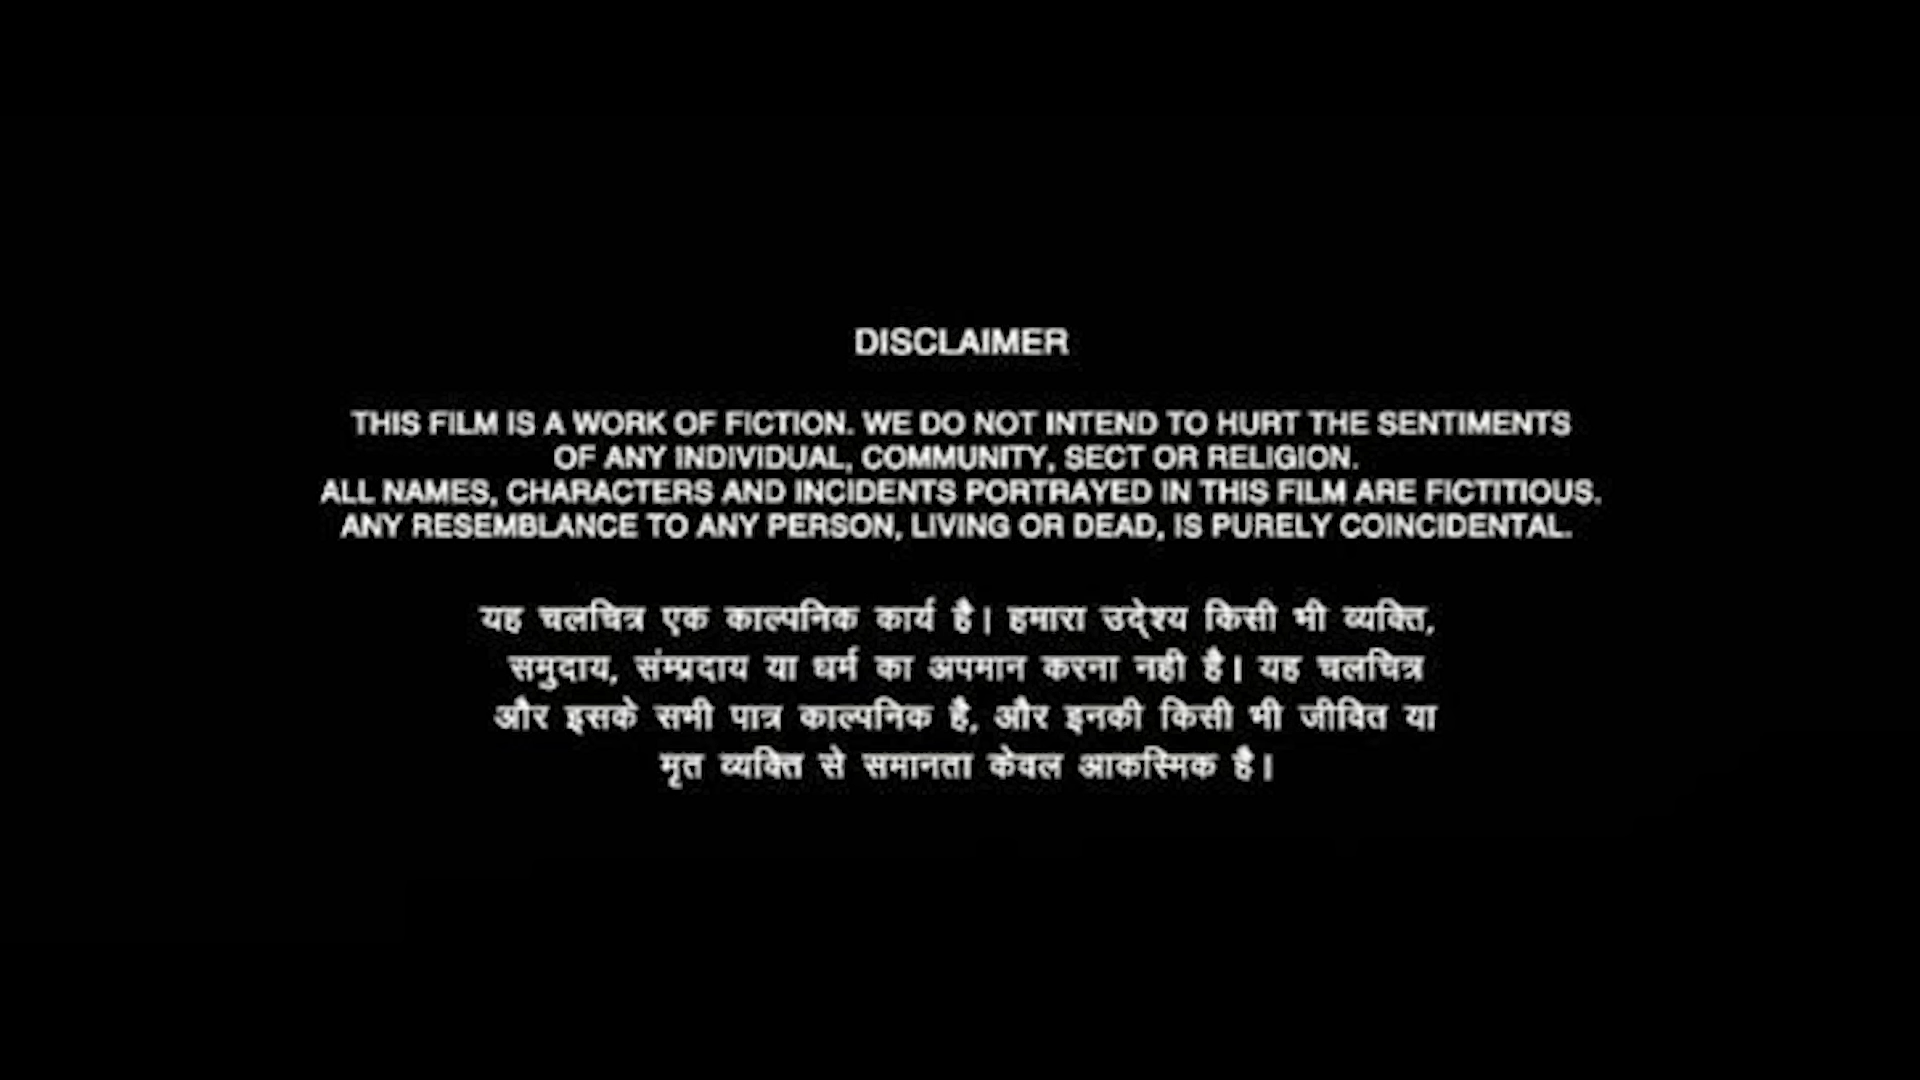 DISCLAIMER
THIS FILM IS A WORK OF FICTION. WE DO NOT INTEND TO HURT THE SENTIMENTS
OF ANY INDIVIDUAL, COMMUNITY, SECT OR RELIGION.
ALL NAMES, CHARACTERS AND INCIDENTS PORTRAYED IN THIS FILM ARE FICTITIOUS.
ANY RESEMBLANCE TO ANY PERSON, LIVING OR DEAD, IS PURELY COINCIDENTAL.
यह चलचित्र एक काल्पनिक कार्य है। हमारा उद्देश्य किसी भी व्यक्ति,
समुदाय, संम्प्रदाय या धर्म का अपमान करना नही है। यह चलचित्र
और इसके सभी पात्र काल्पनिक है, और इनकी किसी भी जीवित या
मृत व्यक्ति से समानता केवल आकस्मिक है।